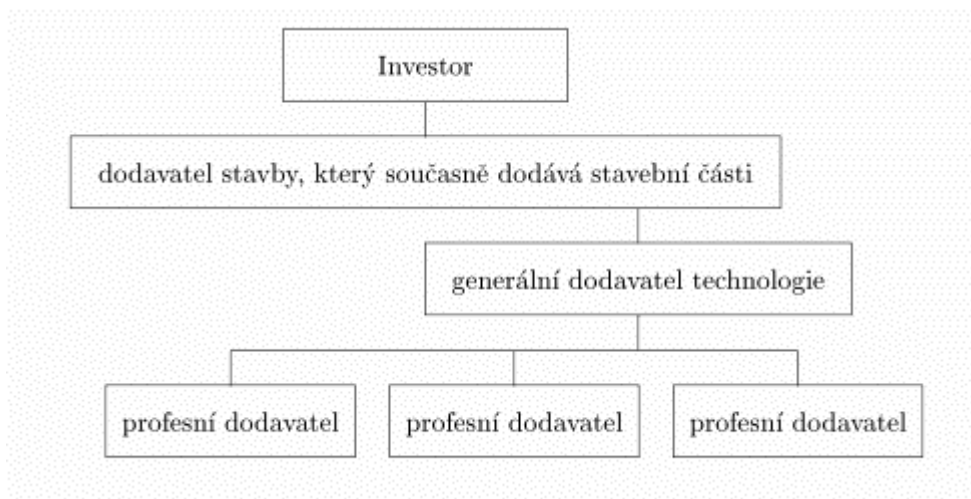 Investor
dodavatel stavby, který současně dodává stavební části
generální dodavatel technologie
profesní dodavatel
profesní dodavatel
profesní dodavatel